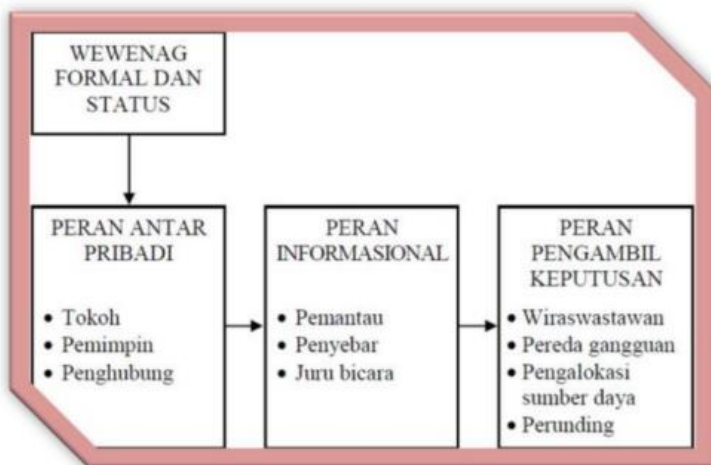 WEWENAG
FORMAL DAN
STATUS
PERAN ANTAR
PRIBADI
• Tokoh
• Pemimpin
• Penghubung
PERAN
INFORMASIONAL
• Pemantau
• Penyebar
• Juru bicara
PERAN
PENGAMBIL
KEPUTUSAN
• Wiraswastawan
• Pereda gangguan
• Pengalokasi
sumber daya
• Perunding